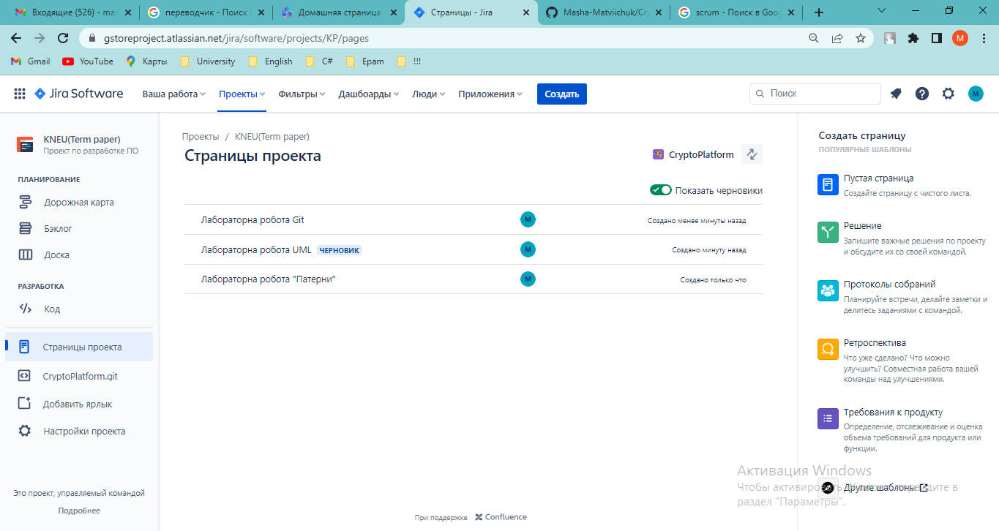 Входящие (526) - mar
переводчик - Поиск
Домашняя страница
Страницы - Jira
Masha-Matviichuk/Cry
scrum - Поиск в Goog
gstoreproject.atlassian.net/jira/software/projects/KP/pages
M
Gmail
YouTube
Карты
University
English
C#
Epam
!!!
Jira Software
Ваша работа
Проекты
Фильтры
Дашборды
Люди
Приложения
Создать
Поиск
М
KNEU(Term paper)
Проект по разработке ПО
ПЛАНИРОВАНИЕ
Дорожная карта
Бэклог
Доска
РАЗРАБОТКА
Код
Страницы проекта
CryptoPlatform.git
Добавить ярлык
Настройки проекта
Это проект, управляемый командой
Подробнее
Проекты / KNEU(Term paper)
Страницы проекта
CryptoPlatform
Показать черновики
Лабораторна робота Git М Создано менее минуты назад
Лабораторна робота UML ЧЕРНОВИК М Создано минуту назад
Лабораторна робота "Патерни" М Создано только что
При поддержке Confluence
Создать страницу
ПОПУЛЯРНЫЕ ШАБЛОНЫ
Пустая страница
Создайте страницу с чистого листа.
Решение
Запишите важные решения по проекту
и обсудите их со своей командой.
Протоколы собраний
Планируйте встречи, делайте заметки и
делитесь заданиями с командой.
Ретроспектива
Что уже сделано? Что можно
улучшить? Совместная работа вашей
команды над улучшениями.
Требования к продукту
Определение, отслеживание и оценка
объема требований для продукта или
функции.
Другие шаблоны
Активация Windows
Чтобы активировать Windows, перейдите в
раздел "Параметры".